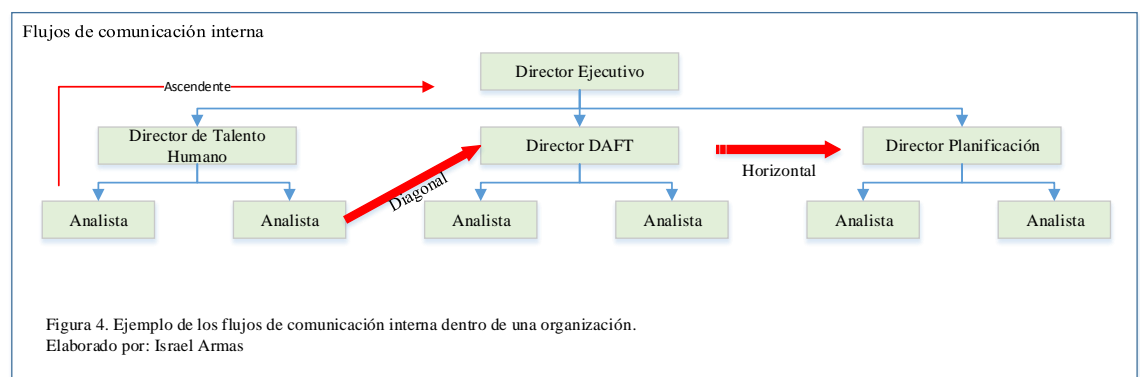 Flujos de comunicación interna
Director Ejecutivo
Ascendente
Director de Talento
Humano
Director DAFT
Director Planificación
Horizontal
Diagonal
Analista
Analista
Analista
Analista
Analista
Analista
Figura 4. Ejemplo de los flujos de comunicación interna dentro de una organización.
Elaborado por: Israel Armas